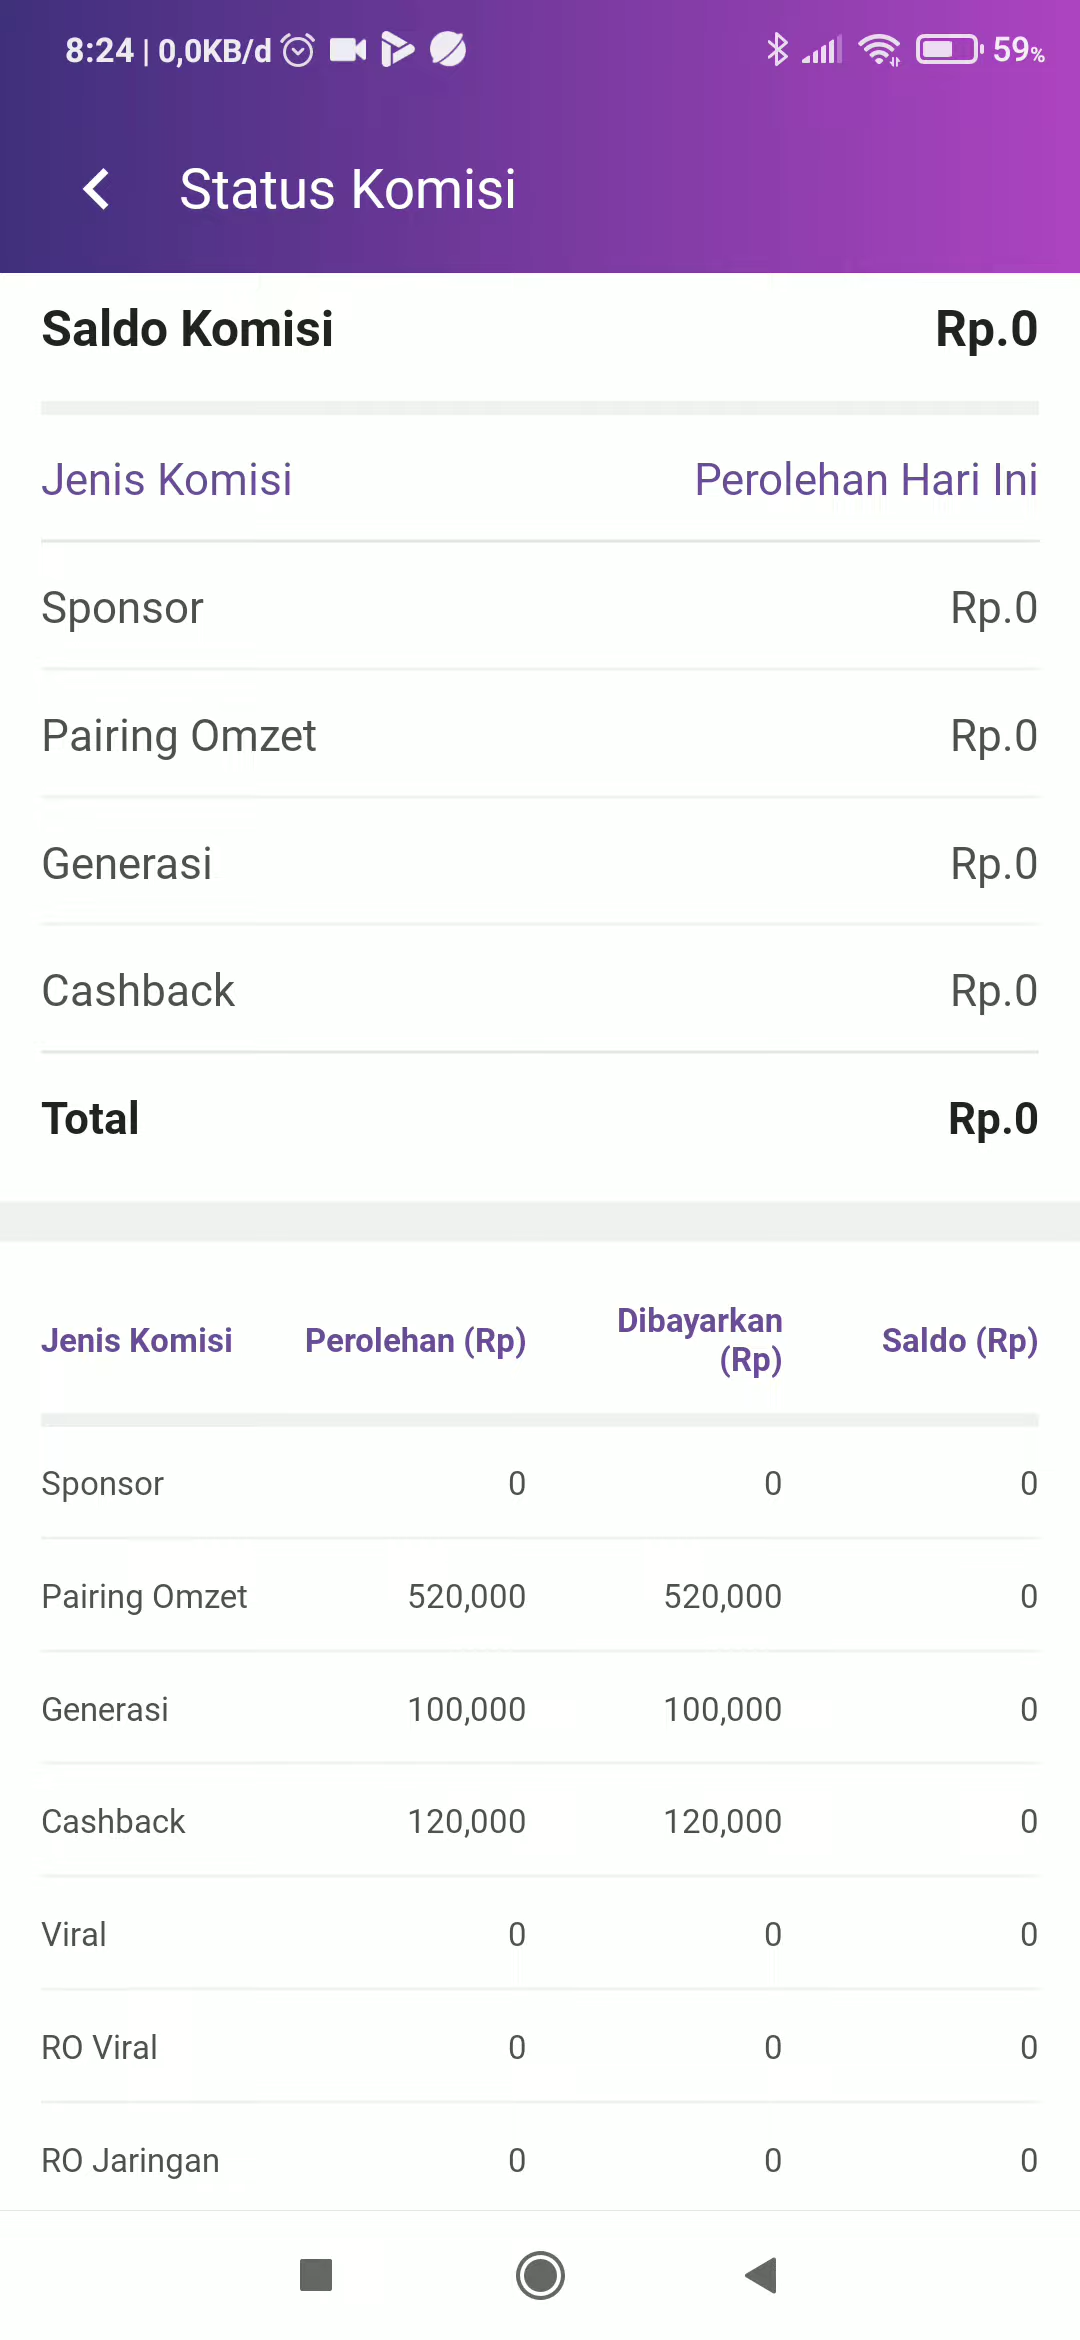 8:24 | 0,0KB/d 59%
Status Komisi
Saldo Komisi Rp.0
Jenis Komisi Perolehan Hari Ini
Sponsor Rp.0
Pairing Omzet Rp.0
Generasi Rp.0
Cashback Rp.0
Total Rp.0
Jenis Komisi Perolehan (Rp) Dibayarkan (Rp) Saldo (Rp)
Sponsor 0 0 0
Pairing Omzet 520,000 520,000 0
Generasi 100,000 100,000 0
Cashback 120,000 120,000 0
Viral 0 0 0
RO Viral 0 0 0
RO Jaringan 0 0 0